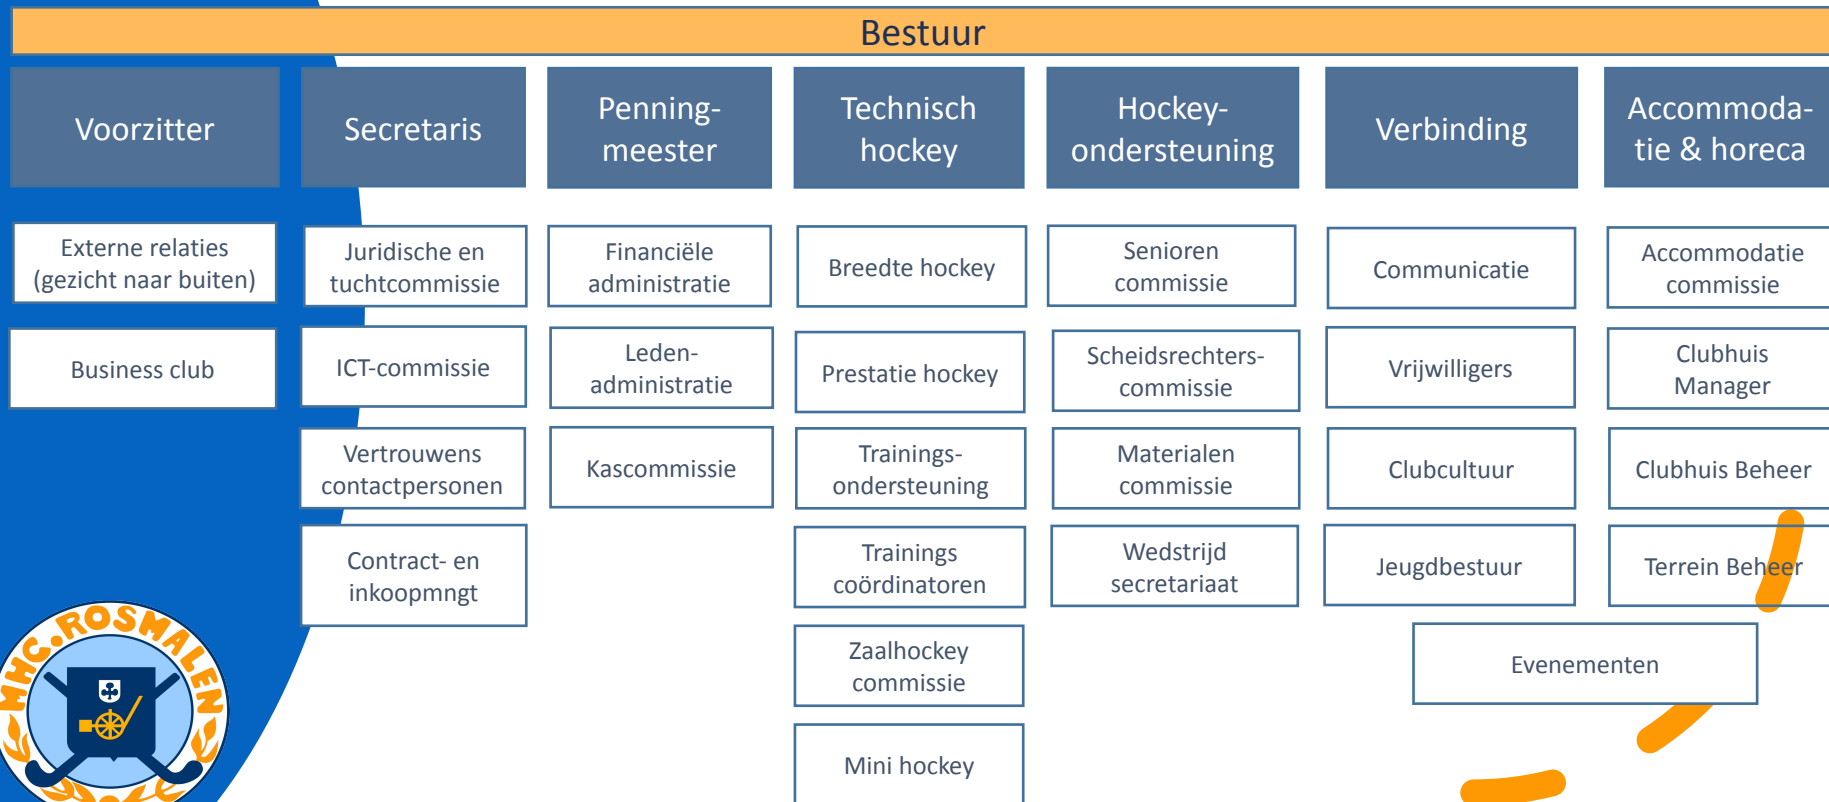 Bestuur
Voorzitter
Secretaris
Penning-
meester
Technisch
hockey
Hockey-
ondersteuning
Verbinding
Accommoda-
tie & horeca
Externe relaties
(gezicht naar buiten)
Business club
Juridische en
tuchtcommissie
ICT-commissie
Vertrouwens
contactpersonen
Contract- en
inkoopmngt
Financiële
administratie
Leden-
administratie
Kascommissie
Breedte hockey
Prestatie hockey
Trainings-
ondersteuning
Trainings
coördinatoren
Zaalhockey
commissie
Mini hockey
Senioren
commissie
Scheidsrechters-
commissie
Materialen
commissie
Wedstrijd
secretariaat
Communicatie
Vrijwilligers
Clubcultuur
Jeugdbestuur
Accommodatie
commissie
Clubhuis
Manager
Clubhuis Beheer
Terrein Beheer
Evenementen
MHC.ROSMALEN